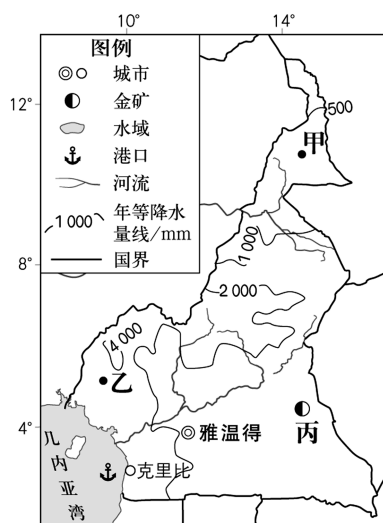 10°
14°
图例
城市
金矿
水域
港口
河流
1 000
年等降水
量线/mm
国界
12°
8°
4°
500
甲
1 000
2 000
4 000
乙
雅温得
丙
克里比
几
内
亚
湾